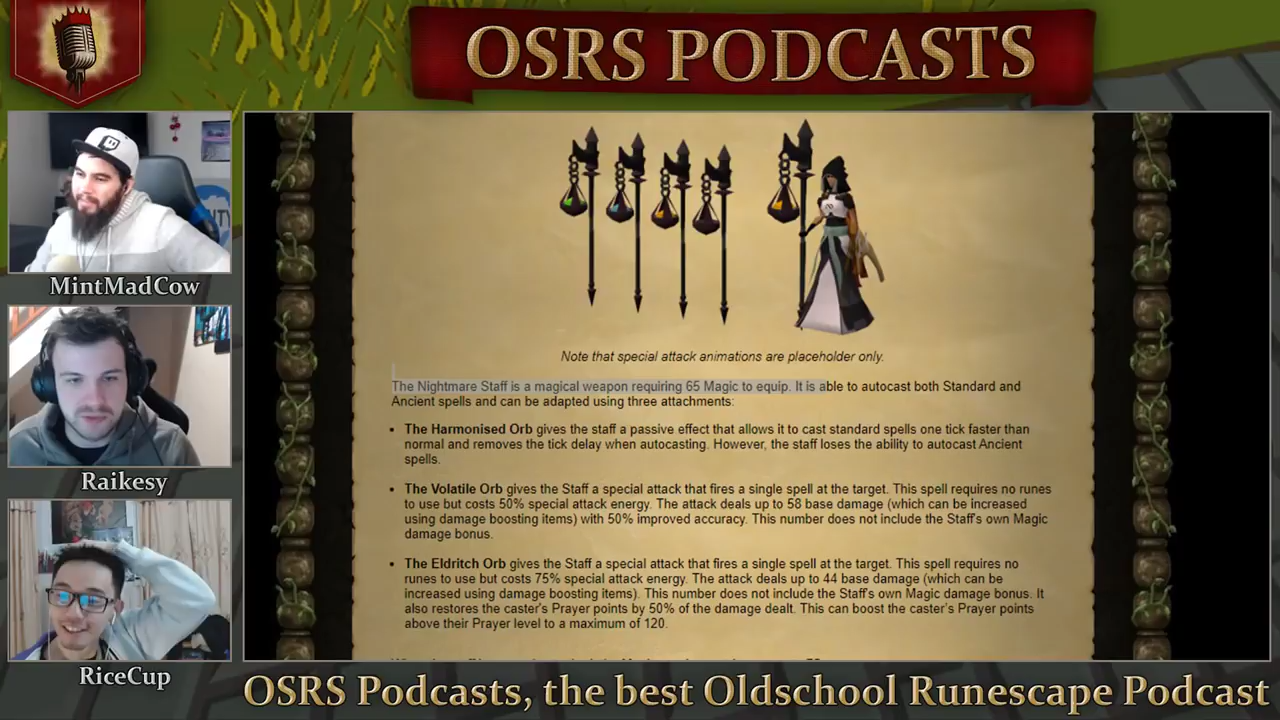 OSRS PODCASTS
MintMadCow
Raikesy
RiceCup
Note that special attack animations are placeholder only.
The Nightmare Staff is a magical weapon requiring 65 Magic to equip. It is able to autocast both Standard and
Ancient spells and can be adapted using three attachments:
• The Harmonised Orb gives the staff a passive effect that allows it to cast standard spells one tick faster than
normal and removes the tick delay when autocasting. However, the staff loses the ability to autocast Ancient
spells.
• The Volatile Orb gives the Staff a special attack that fires a single spell at the target. This spell requires no runes
to use but costs 50% special attack energy. The attack deals up to 58 base damage (which can be increased
using damage boosting items) with 50% improved accuracy. This number does not include the Staff's own Magic
damage bonus.
• The Eldritch Orb gives the Staff a special attack that fires a single spell at the target. This spell requires no
runes to use but costs 75% special attack energy. The attack deals up to 44 base damage (which can be
increased using damage boosting items). This number does not include the Staff's own Magic damage bonus. It
also restores the caster's Prayer points by 50% of the damage dealt. This can boost the caster's Prayer points
above their Prayer level to a maximum of 120.
OSRS Podcasts, the best Oldschool Runescape Podcast